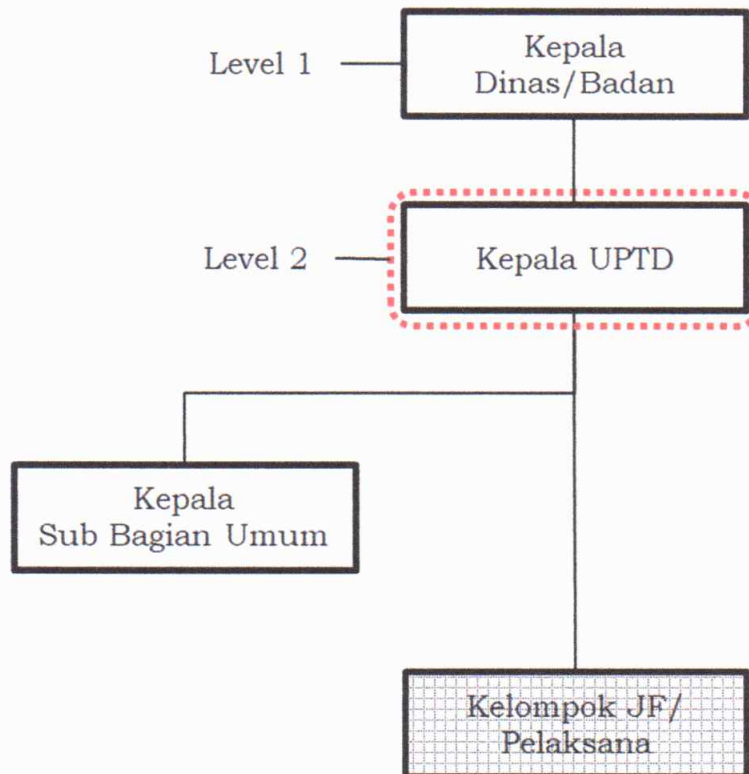 Level 1
Kepala
Dinas/Badan
Level 2
Kepala UPTD
Kepala
Sub Bagian Umum
Kelompok JF/
Pelaksana